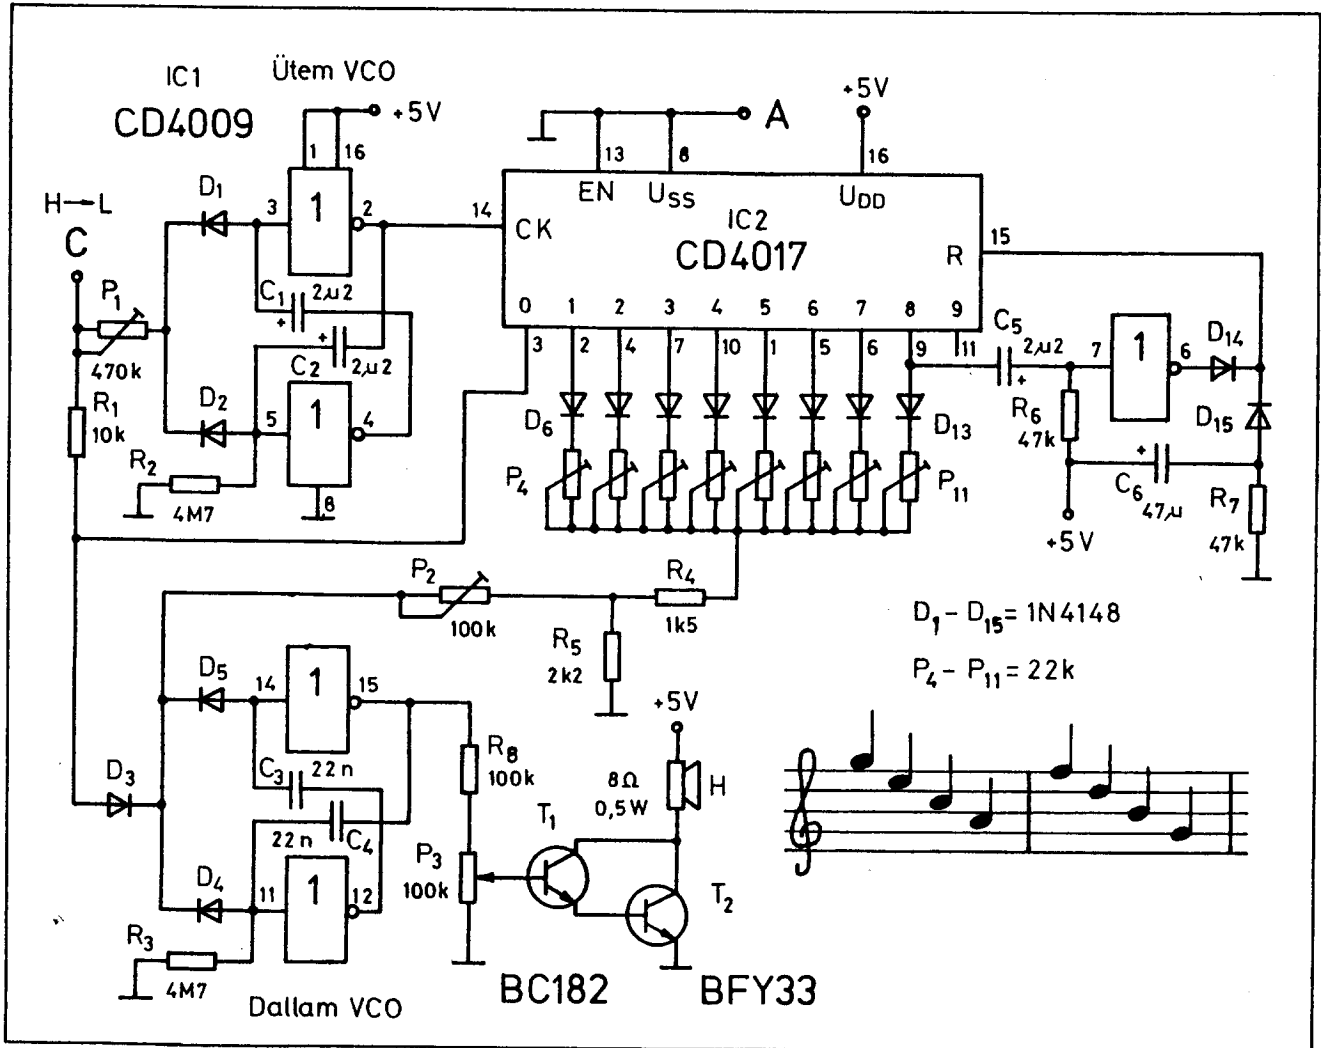 IC1
CD4009
Ütem VCO
+5V
1
16
H→L
C
D1
3
1
2
P1
470k
C1
2µ2
+
+
C2
2µ2
R1
10k
D2
5
1
4
R2
4M7
8
A
+5V
13
8
16
EN
USS
UDD
14
CK
IC2
CD4017
R
15
0
1
2
3
4
5
6
7
8
9
3
2
4
7
10
1
5
6
9
11
C5
2µ2
+
7
1
6
D14
D15
R6
47k
+
C6
47µ
R7
47k
+5V
D6
D13
P4
P11
P2
100k
R4
1k5
R5
2k2
D1 - D15 = 1N4148
P4 - P11 = 22k
D5
14
1
15
D3
C3
22n
22n
C4
D4
11
1
12
R3
4M7
Dallam VCO
R8
100k
P3
100k
+5V
8Ω
0,5W
H
T1
T2
BC182
BFY33